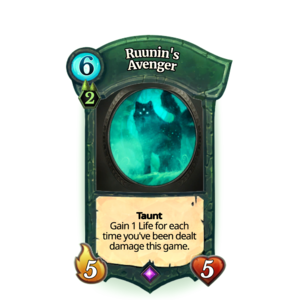 Ruunin's
Avenger
6
2
Taunt
Gain 1 Life for each
time you've been dealt
damage this game.
5
5